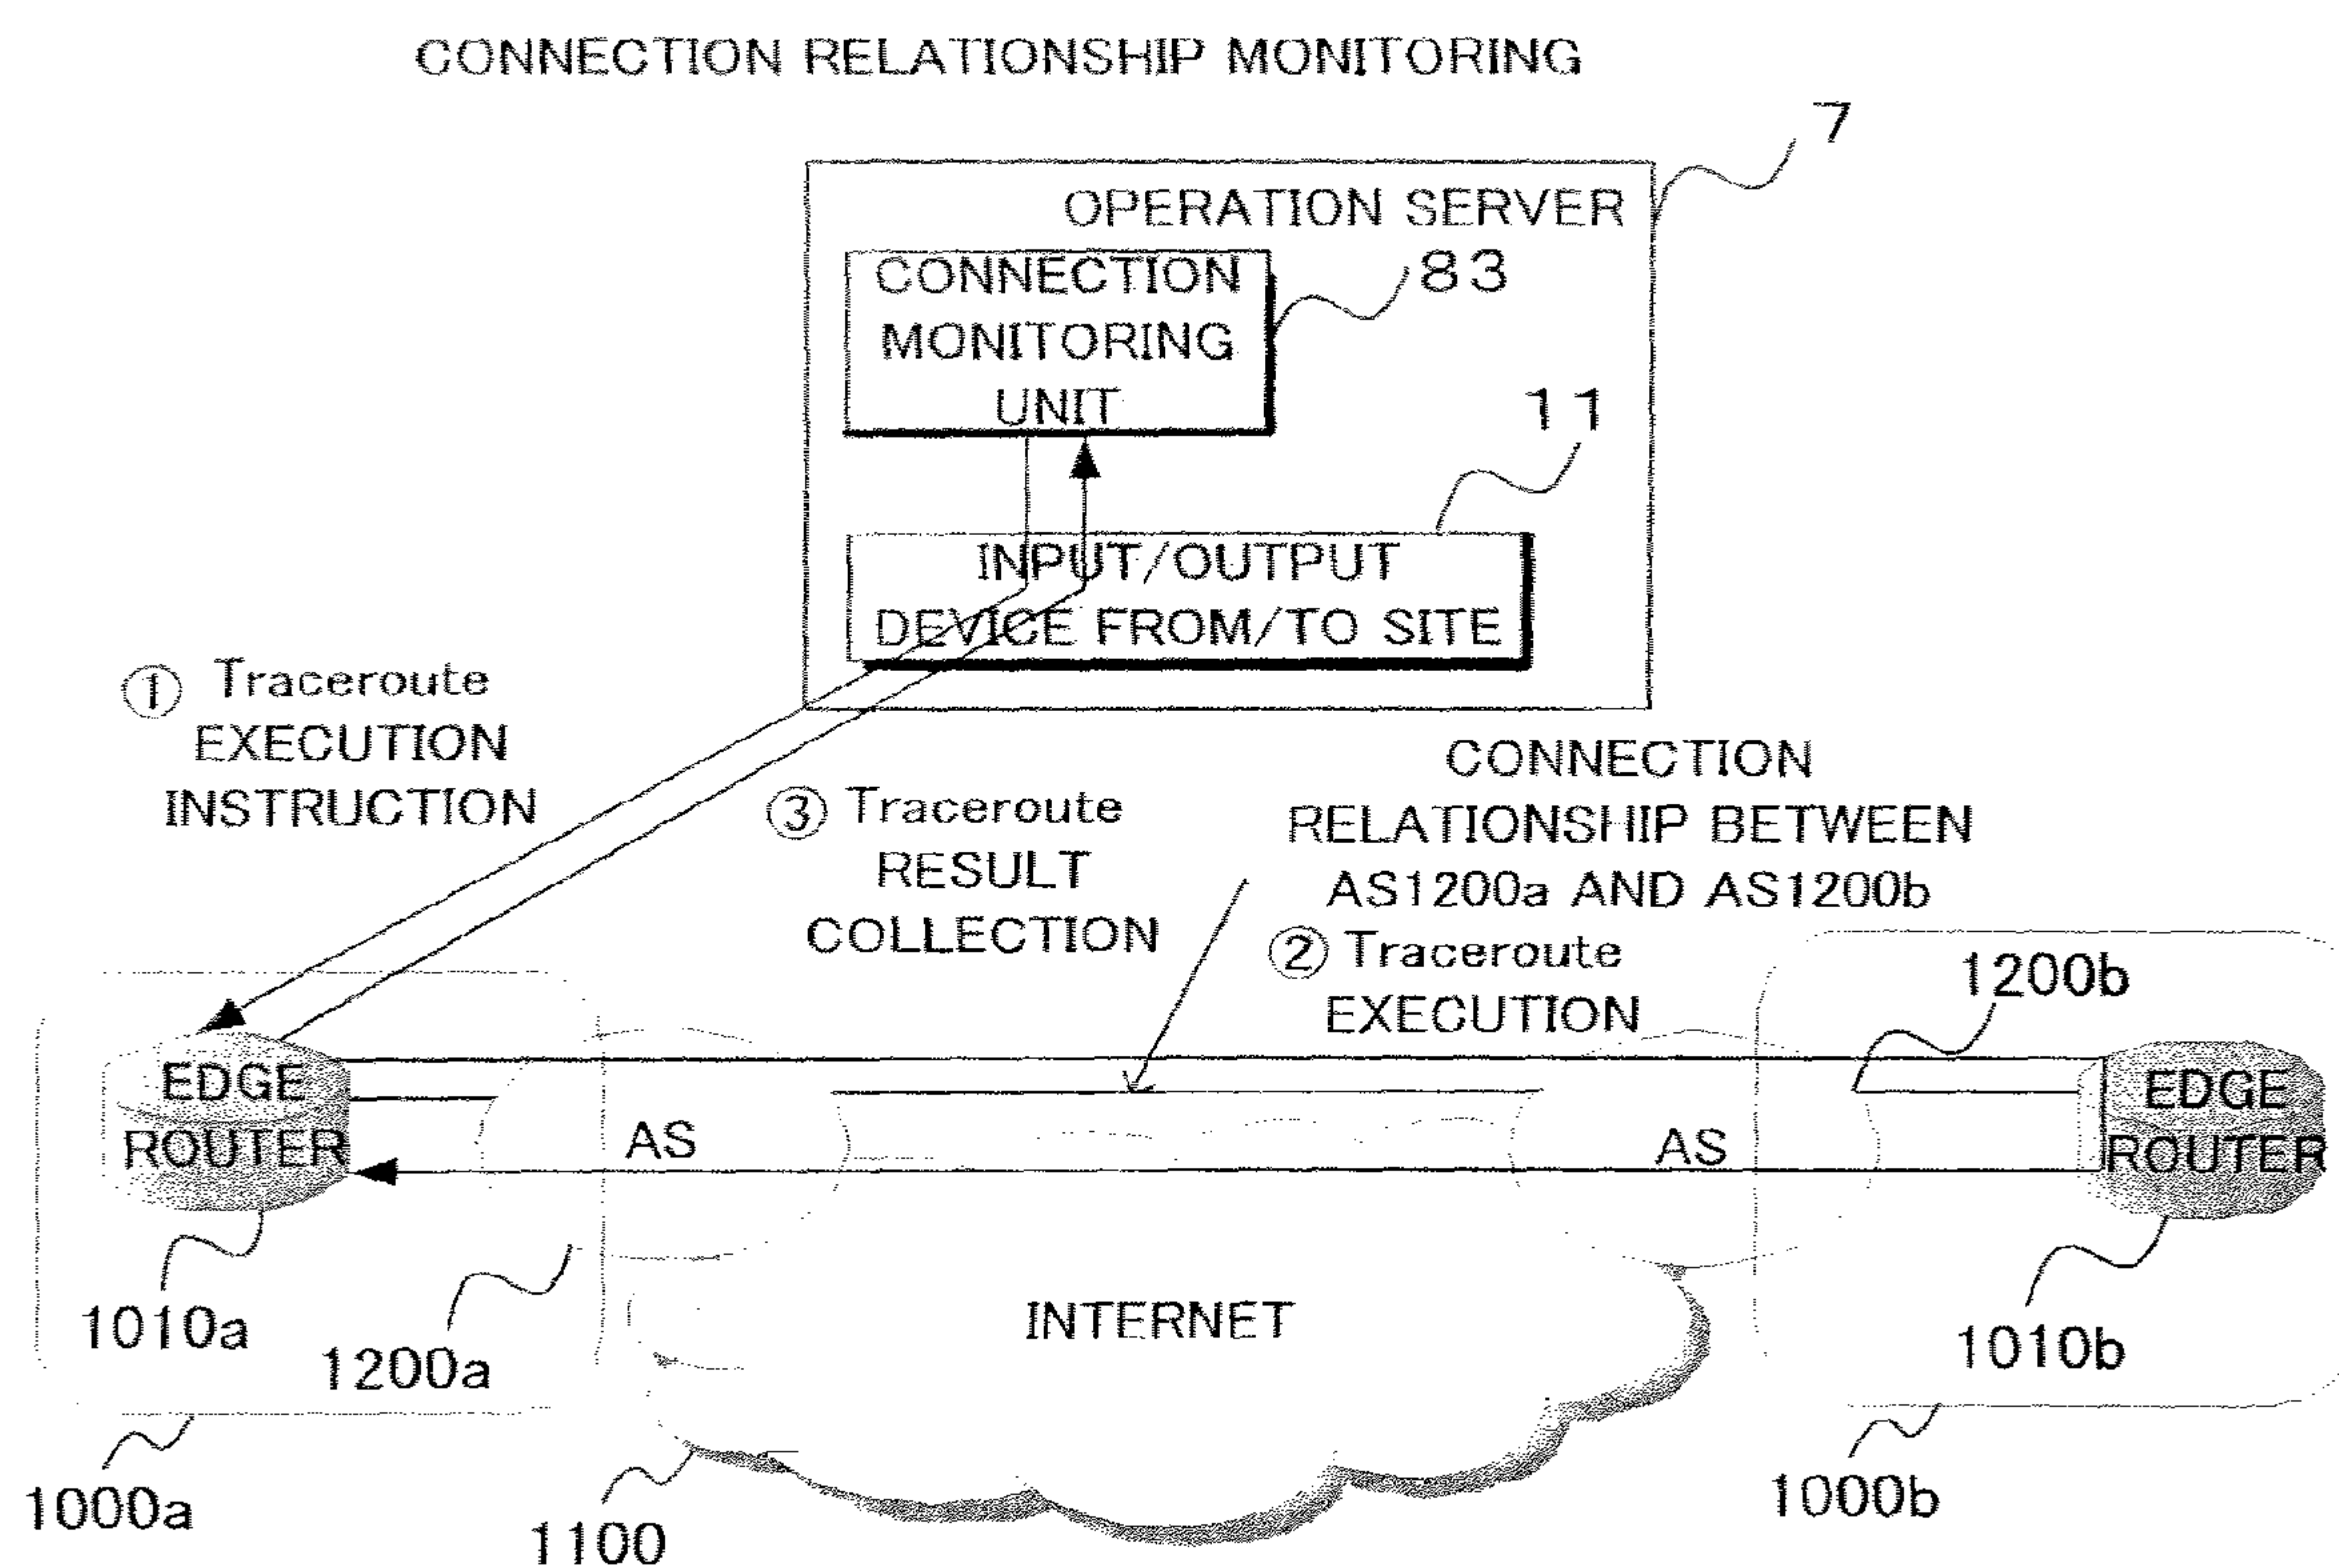 CONNECTION RELATIONSHIP MONITORING
7
OPERATION SERVER
CONNECTION
MONITORING
UNIT
83
11
INPUT/OUTPUT
DEVICE FROM/TO SITE
① Traceroute
EXECUTION
INSTRUCTION
③ Traceroute
RESULT
COLLECTION
CONNECTION
RELATIONSHIP BETWEEN
AS1200a AND AS1200b
② Traceroute
EXECUTION
1200b
EDGE
ROUTER
AS
AS
EDGE
ROUTER
1010a
1200a
INTERNET
1010b
1000a
1100
1000b